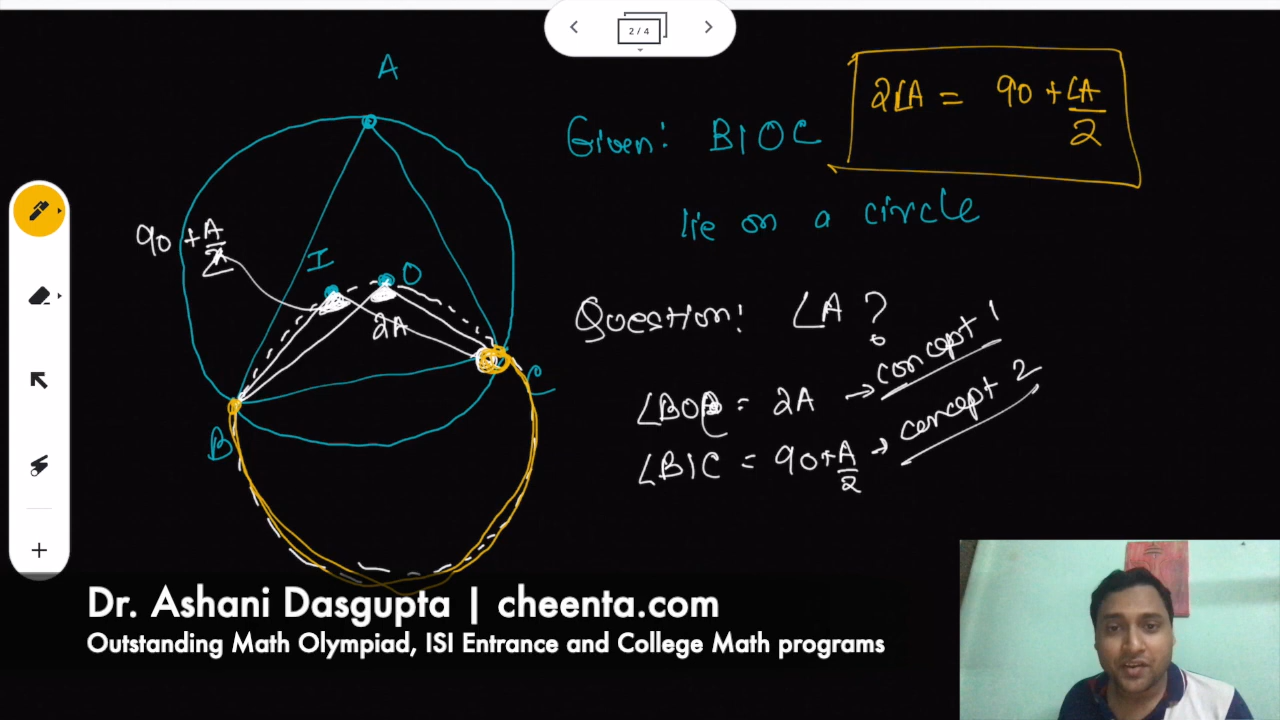 2 / 4
A
2∠A = 90 + ∠A/2
Given: BIOC
lie on a circle
90 + A/2
I
O
2A
C
B
Question: ∠A ?
∠BOC = 2A → concept 1
∠BIC = 90 + A/2 → concept 2
Dr. Ashani Dasgupta | cheenta.com
Outstanding Math Olympiad, ISI Entrance and College Math programs